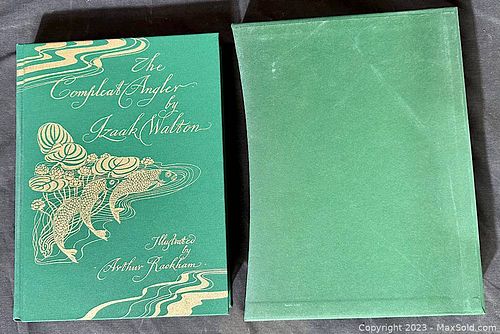 The
Compleat Angler
by
Izaak Walton
Illustrated
by
Arthur Rackham
Copyright 2023 - MaxSold.com